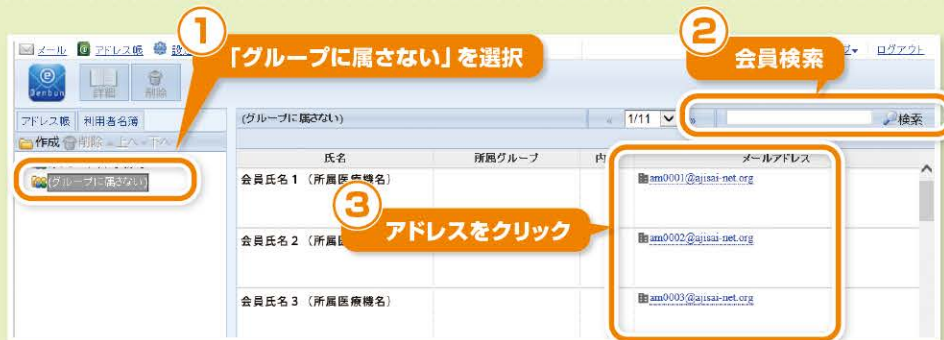 ①
「グループに属さない」を選択
②
会員検索
メール アドレス帳 ログアウト
Denbun 詳細 削除
アドレス帳 利用者名簿
(グループに属さない) 1/11 検索
作成 削除 上へ 下へ
氏名 所属グループ 内 メールアドレス
(グループに属さない)
会員氏名1(所属医療機名) am0001@ajisai-net.org
③
アドレスをクリック
会員氏名2(所属 am0002@ajisai-net.org
会員氏名3(所属医療機名) am0003@ajisai-net.org